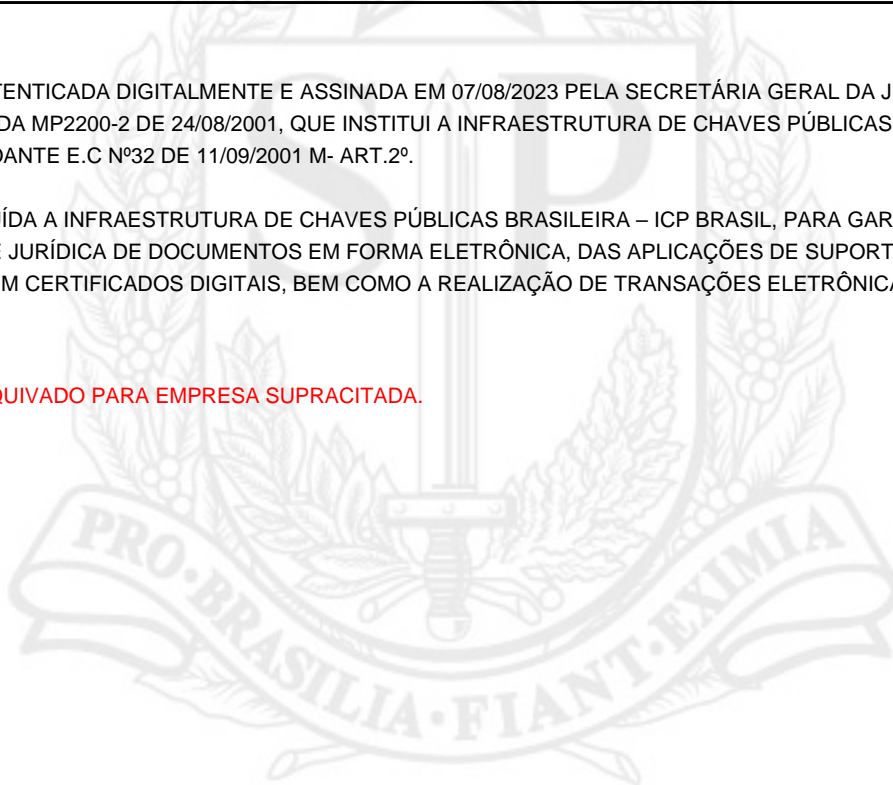 TENTICADA DIGITALMENTE E ASSINADA EM 07/08/2023 PELA SECRETÁRIA GERAL DA J
DA MP2200-2 DE 24/08/2001, QUE INSTITUI A INFRAESTRUTURA DE CHAVES PÚBLICAS
DANTE E.C Nº32 DE 11/09/2001 M- ART.2º.
UÍDA A INFRAESTRUTURA DE CHAVES PÚBLICAS BRASILEIRA – ICP BRASIL, PARA GAR
E JURÍDICA DE DOCUMENTOS EM FORMA ELETRÔNICA, DAS APLICAÇÕES DE SUPORT
M CERTIFICADOS DIGITAIS, BEM COMO A REALIZAÇÃO DE TRANSAÇÕES ELETRÔNICA
QUIVADO PARA EMPRESA SUPRACITADA.
SP
PRO·BRASILIA·FIANT·EXIMIA